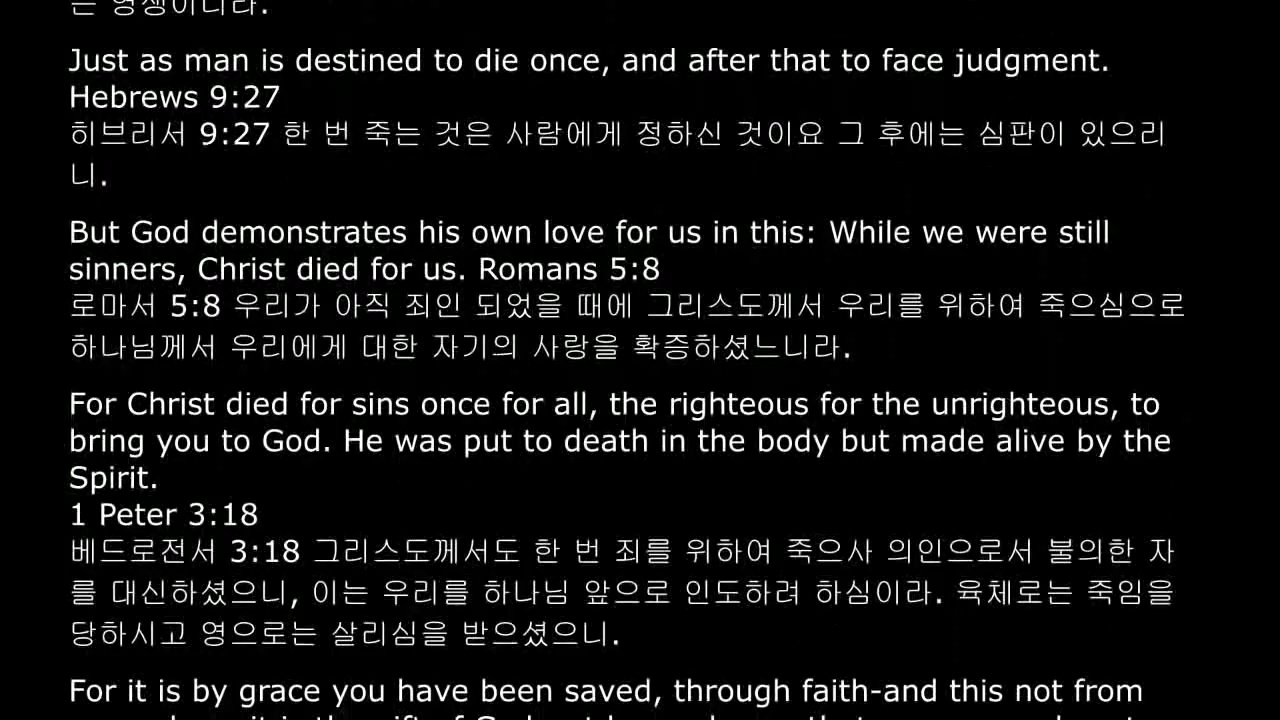 는 영생이니라.
Just as man is destined to die once, and after that to face judgment.
Hebrews 9:27
히브리서 9:27 한 번 죽는 것은 사람에게 정하신 것이요 그 후에는 심판이 있으리
니.
But God demonstrates his own love for us in this: While we were still
sinners, Christ died for us. Romans 5:8
로마서 5:8 우리가 아직 죄인 되었을 때에 그리스도께서 우리를 위하여 죽으심으로
하나님께서 우리에게 대한 자기의 사랑을 확증하셨느니라.
For Christ died for sins once for all, the righteous for the unrighteous, to
bring you to God. He was put to death in the body but made alive by the
Spirit.
1 Peter 3:18
베드로전서 3:18 그리스도께서도 한 번 죄를 위하여 죽으사 의인으로서 불의한 자
를 대신하셨으니, 이는 우리를 하나님 앞으로 인도하려 하심이라. 육체로는 죽임을
당하시고 영으로는 살리심을 받으셨으니.
For it is by grace you have been saved, through faith-and this not from